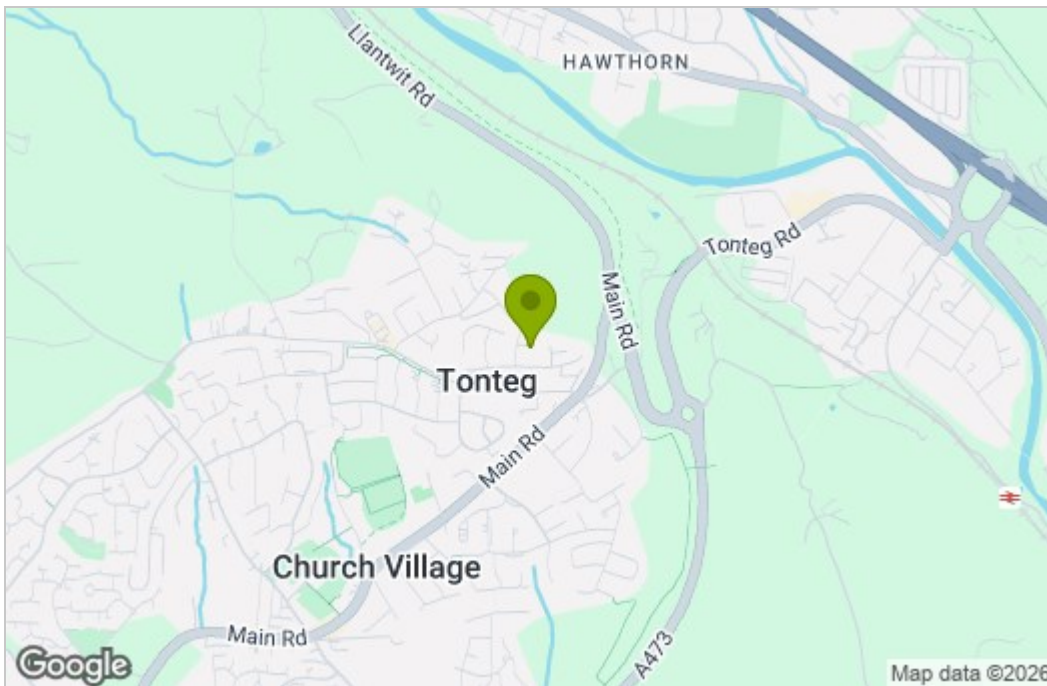 Llantwit Rd
HAWTHORN
Tonteg Rd
Main Rd
Tonteg
Main Rd
Church Village
Main Rd
A473
Google
Map data ©2026